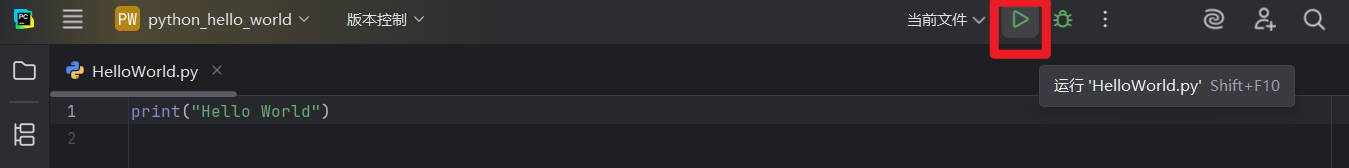 PC
PW python_hello_world 版本控制 当前文件
HelloWorld.py
运行 'HelloWorld.py' Shift+F10
1 print("Hello World")
2